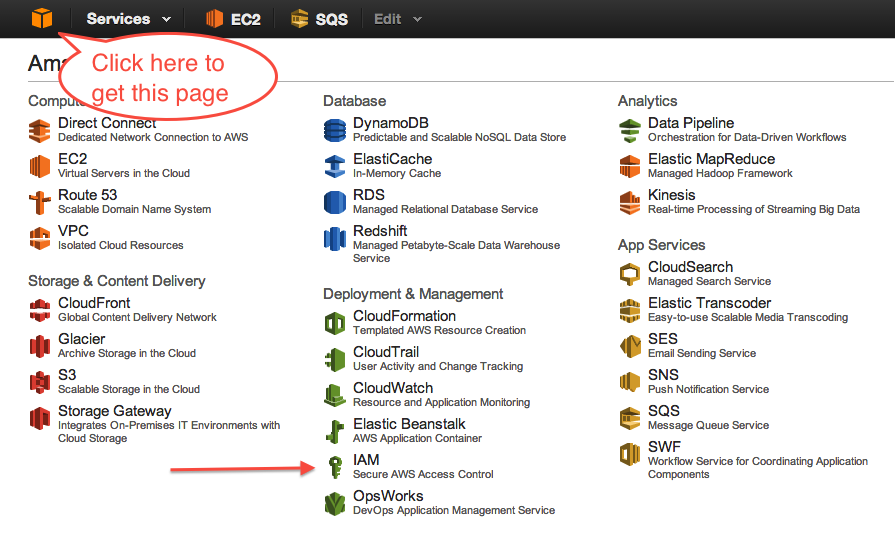 Services
EC2
SQS
Edit
Click here to
get this page
Direct Connect
Dedicated Network Connection to AWS
EC2
Virtual Servers in the Cloud
Route 53
Scalable Domain Name System
VPC
Isolated Cloud Resources
Storage & Content Delivery
CloudFront
Global Content Delivery Network
Glacier
Archive Storage in the Cloud
S3
Scalable Storage in the Cloud
Storage Gateway
Integrates On-Premises IT Environments with
Cloud Storage
Database
DynamoDB
Predictable and Scalable NoSQL Data Store
ElastiCache
In-Memory Cache
RDS
Managed Relational Database Service
Redshift
Managed Petabyte-Scale Data Warehouse
Service
Deployment & Management
CloudFormation
Templated AWS Resource Creation
CloudTrail
User Activity and Change Tracking
CloudWatch
Resource and Application Monitoring
Elastic Beanstalk
AWS Application Container
IAM
Secure AWS Access Control
OpsWorks
DevOps Application Management Service
Analytics
Data Pipeline
Orchestration for Data-Driven Workflows
Elastic MapReduce
Managed Hadoop Framework
Kinesis
Real-time Processing of Streaming Big Data
App Services
CloudSearch
Managed Search Service
Elastic Transcoder
Easy-to-use Scalable Media Transcoding
SES
Email Sending Service
SNS
Push Notification Service
SQS
Message Queue Service
SWF
Workflow Service for Coordinating Application
Components